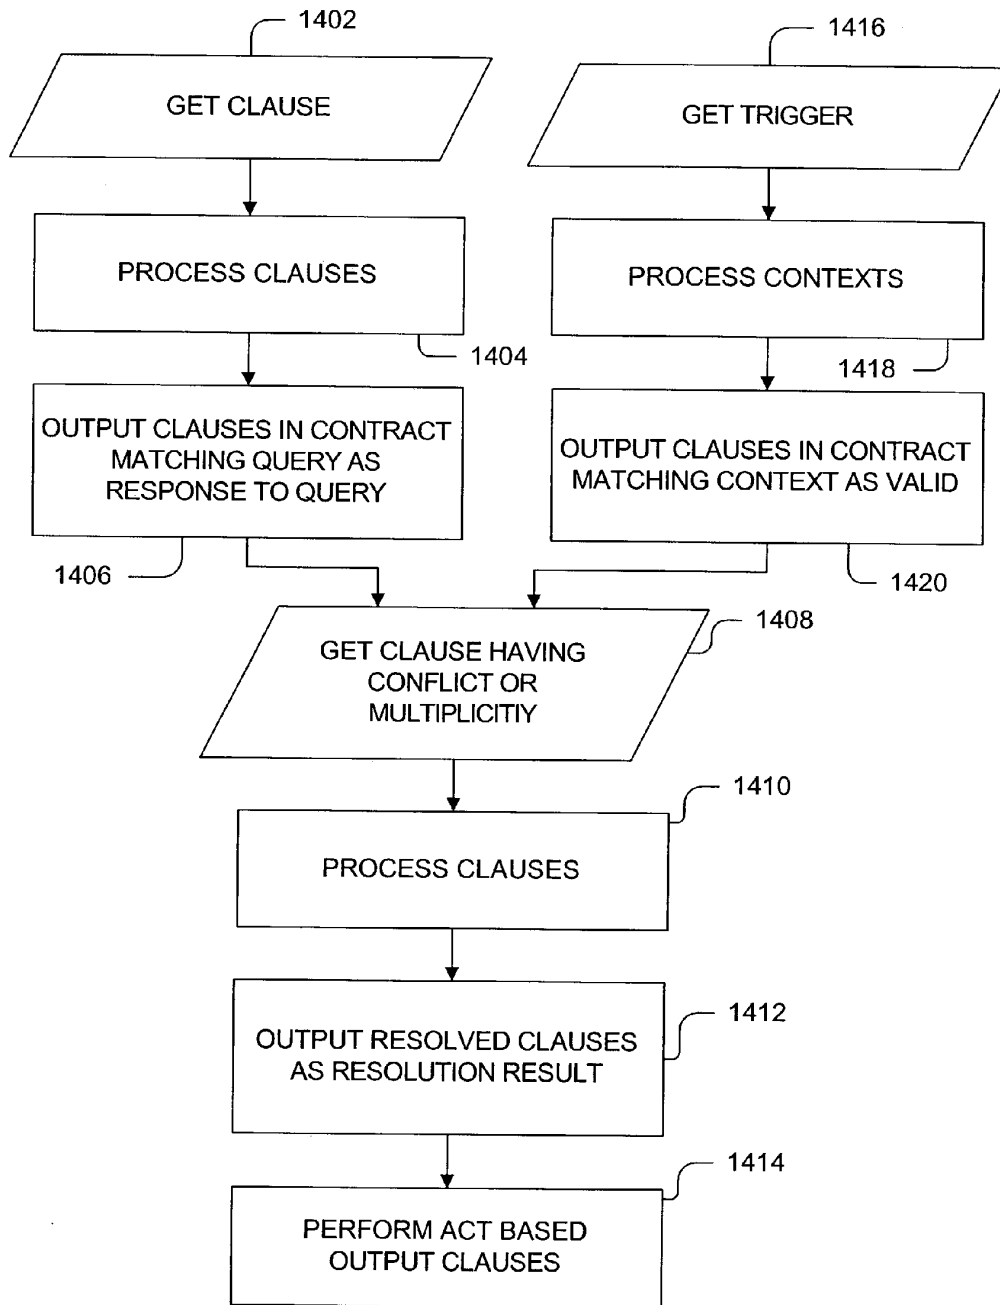 1402
1416
GET CLAUSE
GET TRIGGER
PROCESS CLAUSES
PROCESS CONTEXTS
1404
1418
OUTPUT CLAUSES IN CONTRACT
MATCHING QUERY AS
RESPONSE TO QUERY
OUTPUT CLAUSES IN CONTRACT
MATCHING CONTEXT AS VALID
1406
1420
1408
GET CLAUSE HAVING
CONFLICT OR
MULTIPLICITIY
1410
PROCESS CLAUSES
1412
OUTPUT RESOLVED CLAUSES
AS RESOLUTION RESULT
1414
PERFORM ACT BASED
OUTPUT CLAUSES